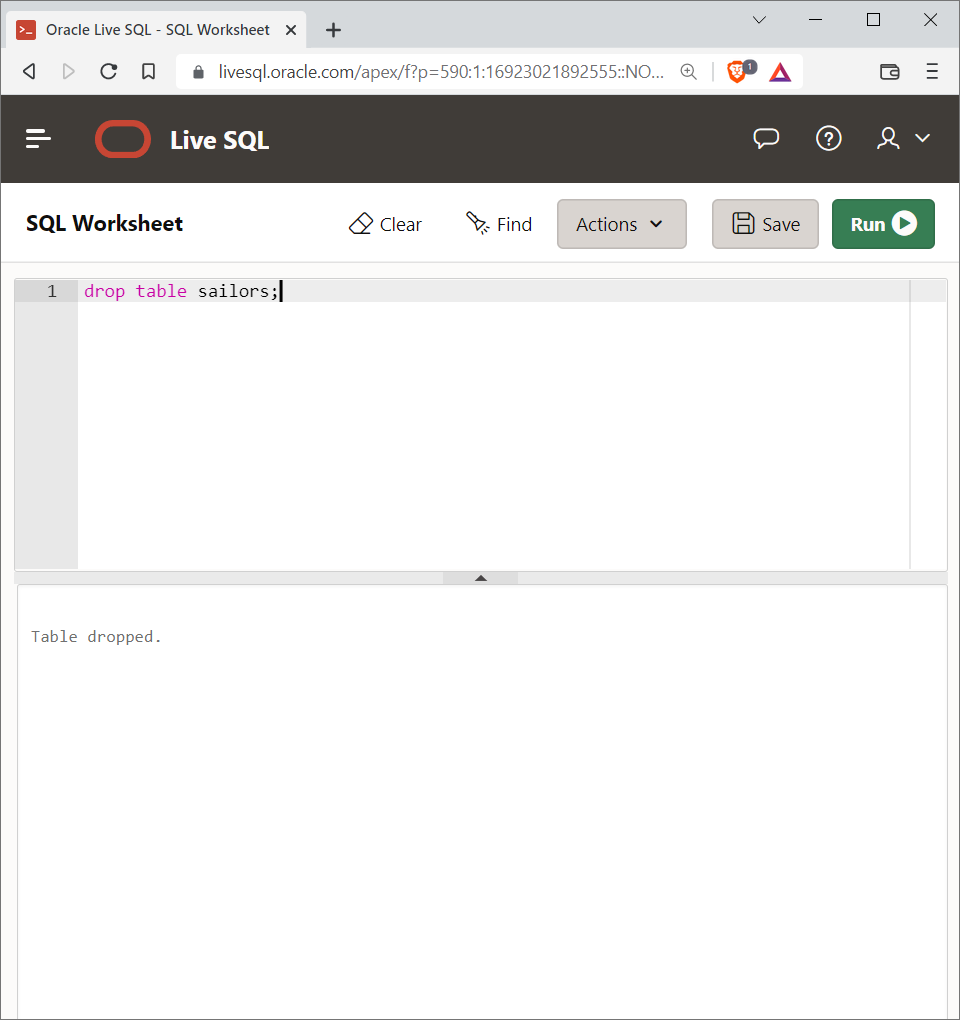 Oracle Live SQL - SQL Worksheet
livesql.oracle.com/apex/f?p=590:1:16923021892555::NO...
1
Live SQL
SQL Worksheet
Clear
Find
Actions
Save
Run
1 drop table sailors;
Table dropped.